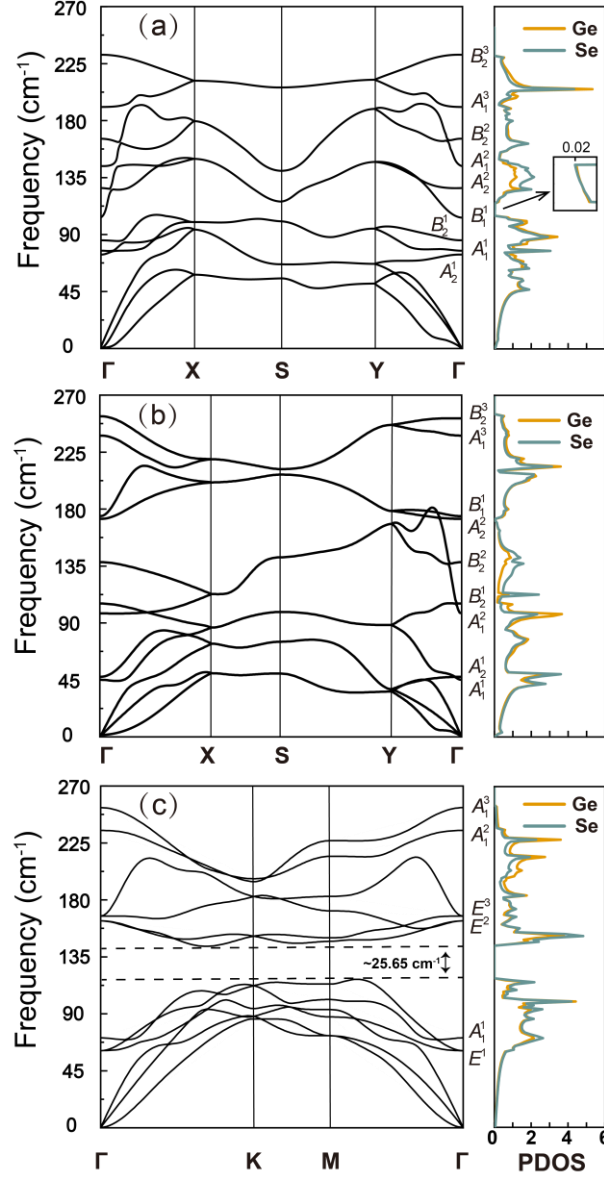 (a)
Frequency (cm⁻¹)
270
225
180
135
90
45
0
Γ X S Y Γ
B₂³
A₁³
B₂²
A₁²
A₂²
B₁¹
B₂¹
A₁¹
A₂¹
Ge
Se
0.02
(b)
Frequency (cm⁻¹)
270
225
180
135
90
45
0
Γ X S Y Γ
B₂³
A₁³
B₁¹
A₂²
B₂²
B₂¹
A₁²
A₂¹
A₁¹
Ge
Se
(c)
Frequency (cm⁻¹)
270
225
180
135
90
45
0
~25.65 cm⁻¹
Γ K M Γ
A₁³
A₁²
E³
E²
A₁¹
E¹
Ge
Se
0 2 4 6
PDOS